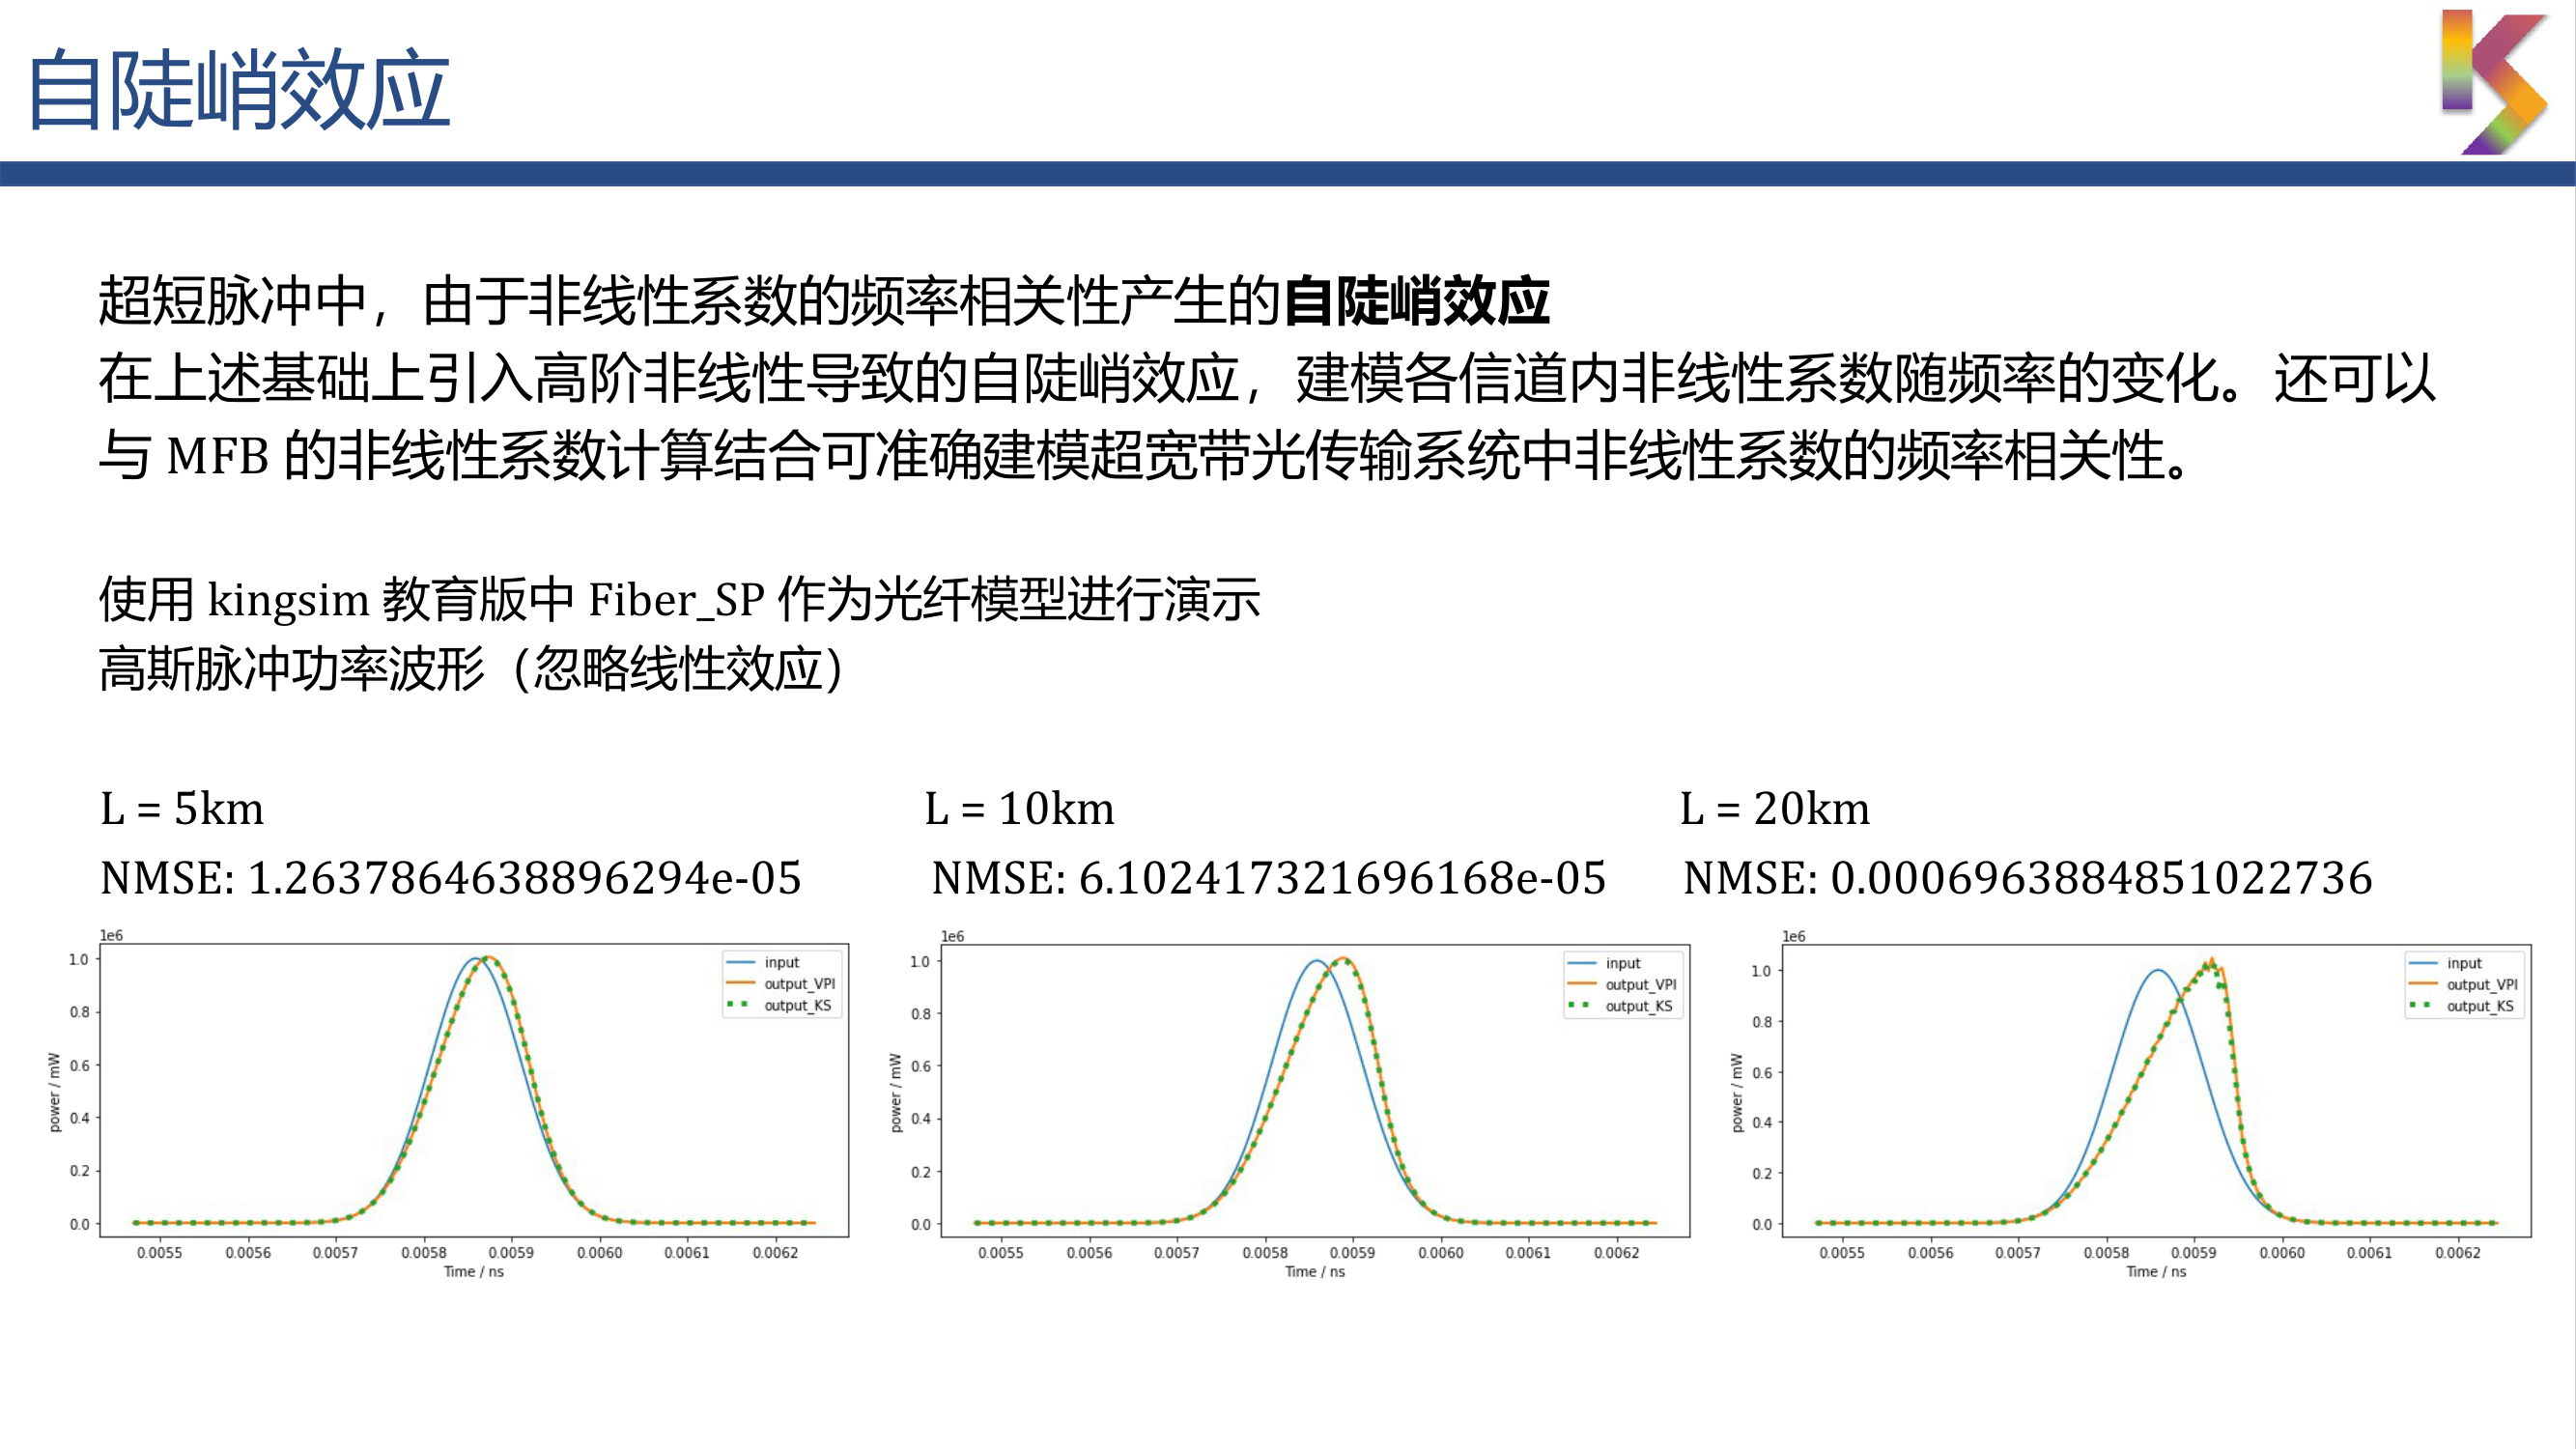 自陡峭效应
超短脉冲中，由于非线性系数的频率相关性产生的自陡峭效应
在上述基础上引入高阶非线性导致的自陡峭效应，建模各信道内非线性系数随频率的变化。还可以
与 MFB 的非线性系数计算结合可准确建模超宽带光传输系统中非线性系数的频率相关性。
使用 kingsim 教育版中 Fiber_SP 作为光纤模型进行演示
高斯脉冲功率波形（忽略线性效应）
L = 5km
NMSE: 1.2637864638896294e-05
1e6
1.0
0.8
0.6
0.4
0.2
0.0
power / mW
input
output_VPI
output_KS
0.0055 0.0056 0.0057 0.0058 0.0059 0.0060 0.0061 0.0062
Time / ns
L = 10km
NMSE: 6.102417321696168e-05
1e6
1.0
0.8
0.6
0.4
0.2
0.0
power / mW
input
output_VPI
output_KS
0.0055 0.0056 0.0057 0.0058 0.0059 0.0060 0.0061 0.0062
Time / ns
L = 20km
NMSE: 0.0006963884851022736
1e6
1.0
0.8
0.6
0.4
0.2
0.0
power / mW
input
output_VPI
output_KS
0.0055 0.0056 0.0057 0.0058 0.0059 0.0060 0.0061 0.0062
Time / ns